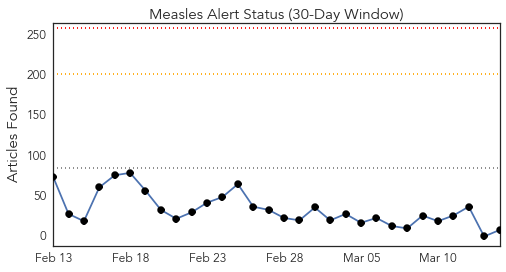 Measles Alert Status (30-Day Window)
Articles Found
250
200
150
100
50
0
Feb 13
Feb 18
Feb 23
Feb 28
Mar 05
Mar 10